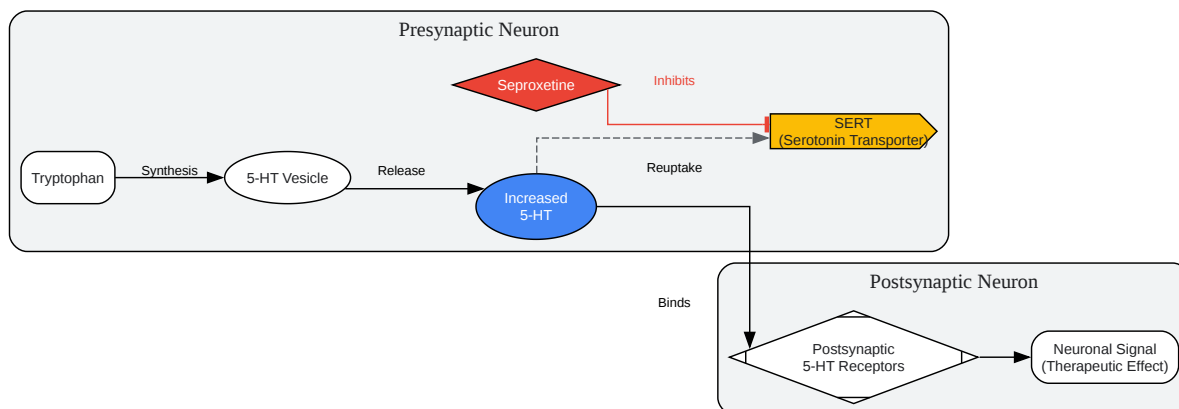 Presynaptic Neuron
Seproxetine
Inhibits
SERT
(Serotonin Transporter)
Tryptophan
Synthesis
5-HT Vesicle
Release
Reuptake
Increased
5-HT
Postsynaptic Neuron
Binds
Postsynaptic
5-HT Receptors
Neuronal Signal
(Therapeutic Effect)